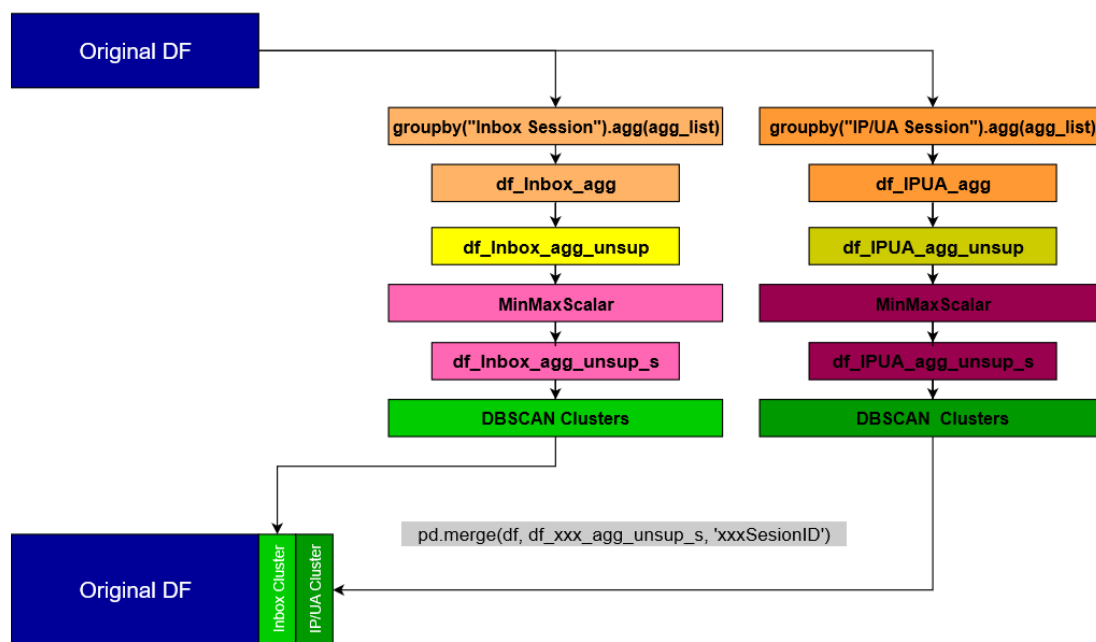 Original DF
groupby("Inbox Session").agg(agg_list)
groupby("IP/UA Session").agg(agg_list)
df_Inbox_agg
df_IPUA_agg
df_Inbox_agg_unsup
df_IPUA_agg_unsup
MinMaxScalar
MinMaxScalar
df_Inbox_agg_unsup_s
df_IPUA_agg_unsup_s
DBSCAN Clusters
DBSCAN  Clusters
pd.merge(df, df_xxx_agg_unsup_s, 'xxxSesionID')
Original DF
Inbox Cluster
IP/UA Cluster